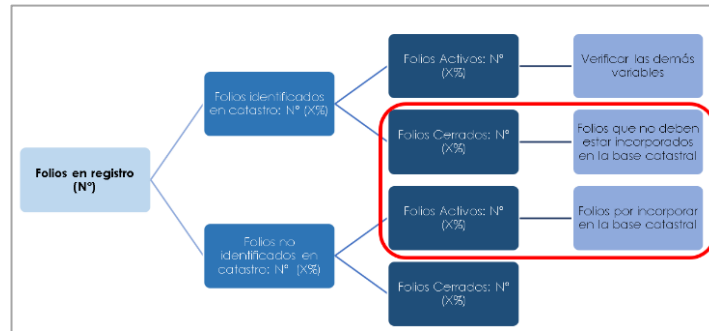 Folios en registro
(N°)
Folios identificados
en catastro: N° (X%)
Folios Activos: N°
(X%)
Verificar las demás
variables
Folios Cerrados: N°
(X%)
Folios que no deben
estar incorporados
en la base catastral
Folios no
identificados en
catastro: N° (X%)
Folios Activos: N°
(X%)
Folios por incorporar
en la base catastral
Folios Cerrados: N°
(X%)